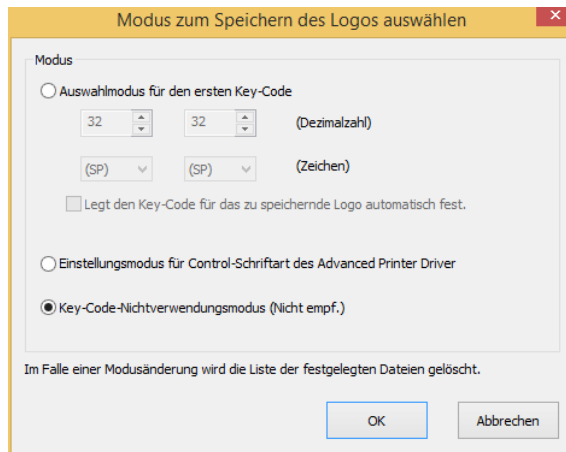 Modus zum Speichern des Logos auswählen
Modus
Auswahlmodus für den ersten Key-Code
32 32 (Dezimalzahl)
(SP) (SP) (Zeichen)
Legt den Key-Code für das zu speichernde Logo automatisch fest.
Einstellungsmodus für Control-Schriftart des Advanced Printer Driver
Key-Code-Nichtverwendungsmodus (Nicht empf.)
Im Falle einer Modusänderung wird die Liste der festgelegten Dateien gelöscht.
OK Abbrechen